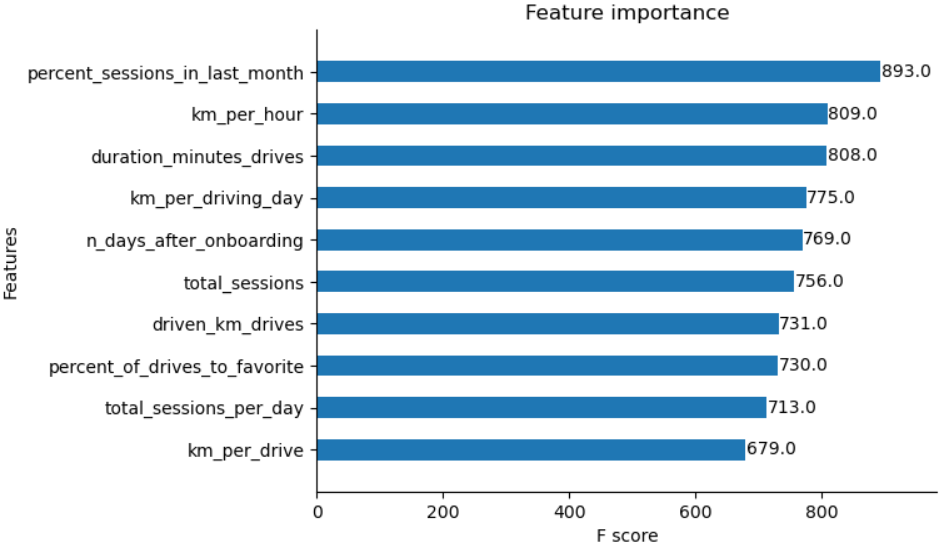 Feature importance
Features
percent_sessions_in_last_month 893.0
km_per_hour 809.0
duration_minutes_drives 808.0
km_per_driving_day 775.0
n_days_after_onboarding 769.0
total_sessions 756.0
driven_km_drives 731.0
percent_of_drives_to_favorite 730.0
total_sessions_per_day 713.0
km_per_drive 679.0
0 200 400 600 800
F score